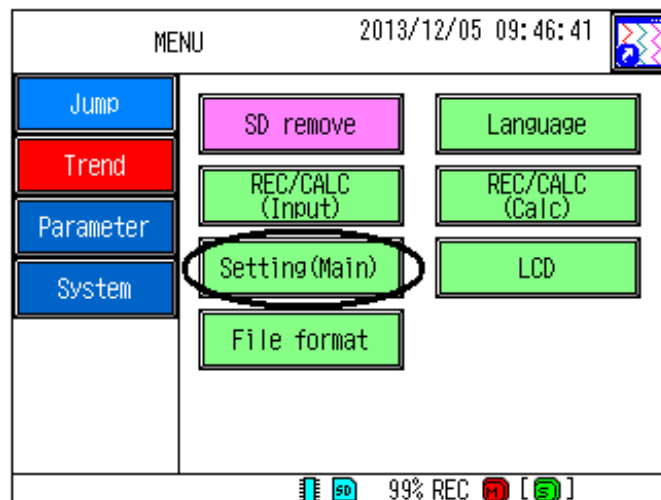 MENU
2013/12/05 09:46:41
Jump
Trend
Parameter
System
SD remove
Language
REC/CALC
(Input)
REC/CALC
(Calc)
Setting(Main)
LCD
File format
SD 99% REC M [S]